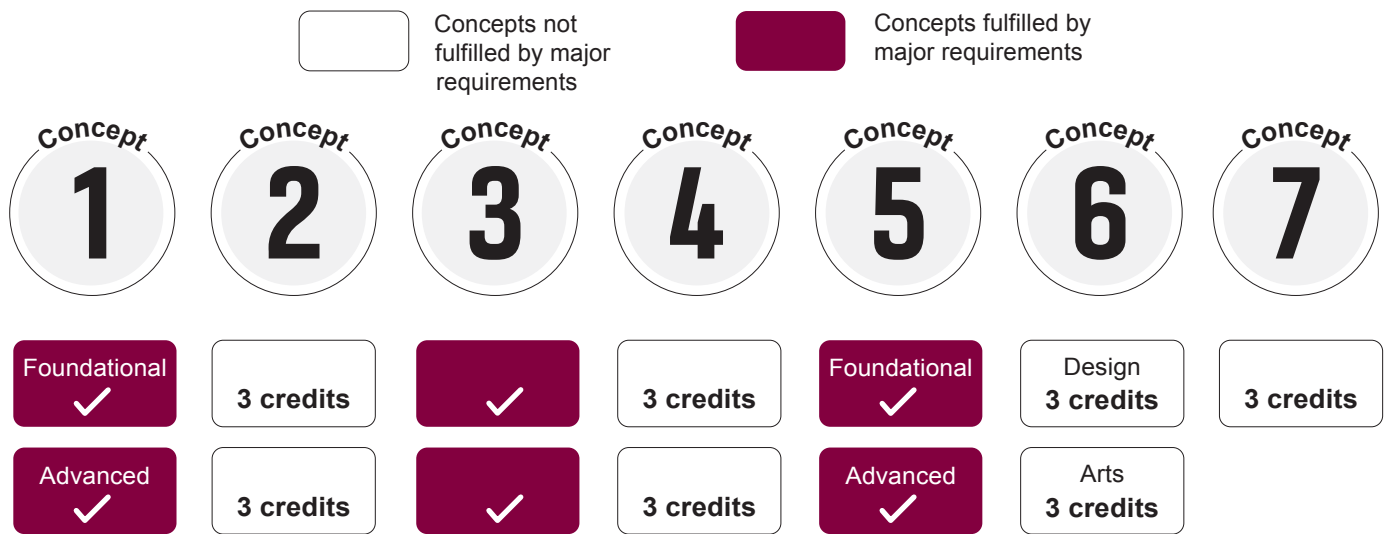 Concepts not
fulfilled by major
requirements
Concepts fulfilled by
major requirements
Concept
1
Concept
2
Concept
3
Concept
4
Concept
5
Concept
6
Concept
7
Foundational
3 credits
3 credits
Foundational
Design
3 credits
3 credits
Advanced
3 credits
3 credits
Advanced
Arts
3 credits